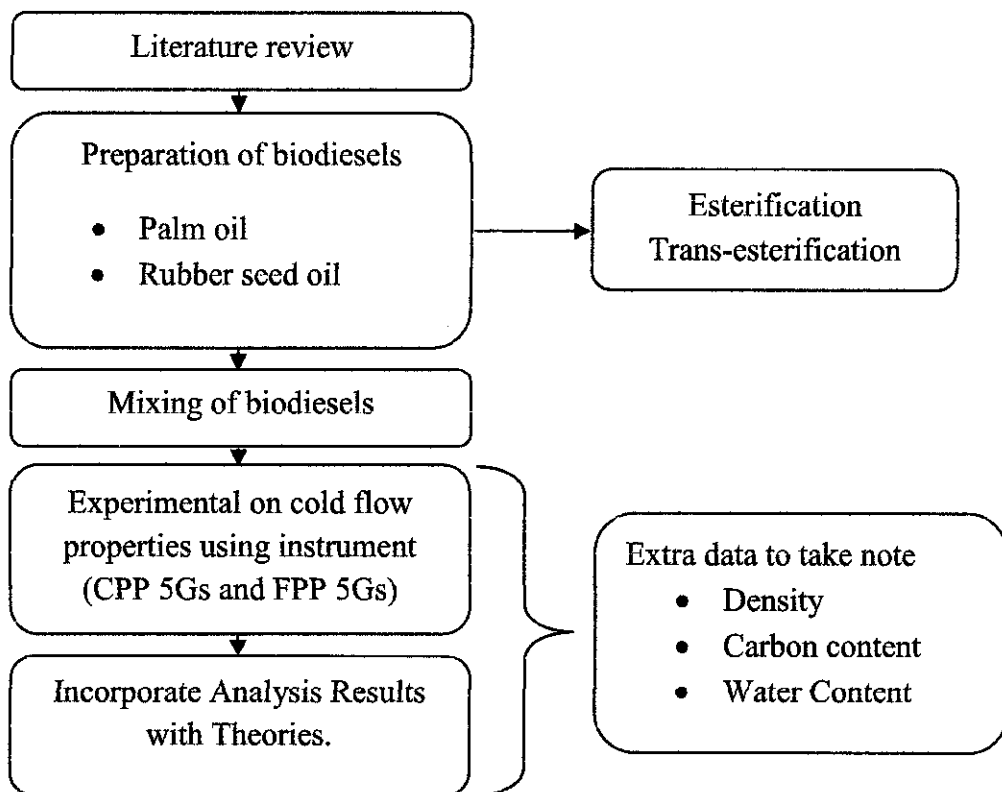 Literature review
Preparation of biodiesels
• Palm oil
• Rubber seed oil
Esterification
Trans-esterification
Mixing of biodiesels
Experimental on cold flow
properties using instrument
(CPP 5Gs and FPP 5Gs)
Incorporate Analysis Results
with Theories.
Extra data to take note
• Density
• Carbon content
• Water Content